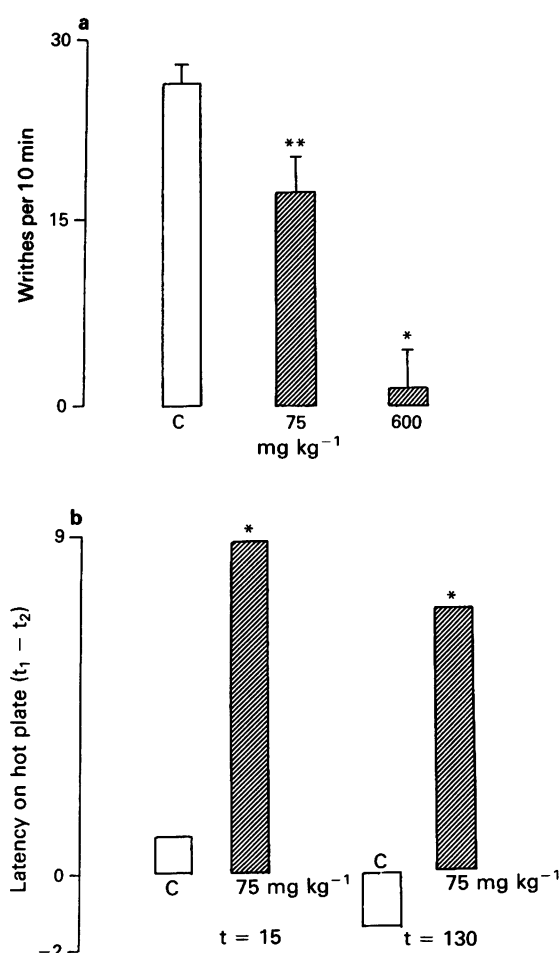 a
30
Writhes per 10 min
15
0
**
*
C
75
600
mg kg⁻¹
b
9
Latency on hot plate (t₁ − t₂)
0
−2
*
*
C
75 mg kg⁻¹
C
75 mg kg⁻¹
t = 15
t = 130